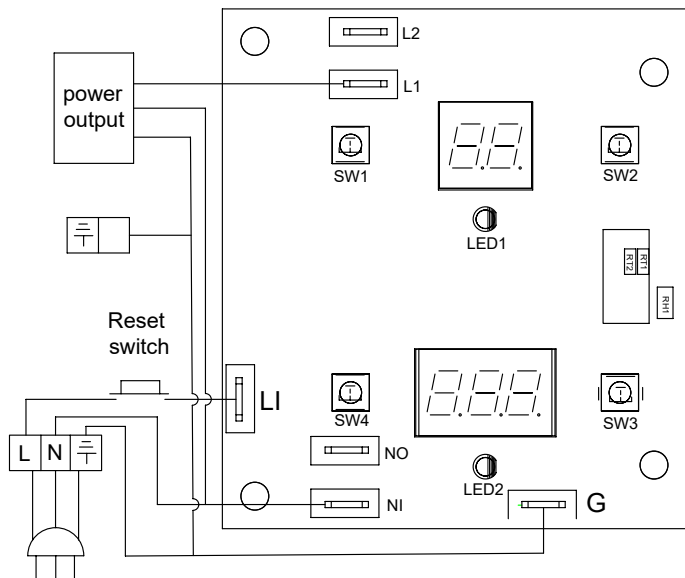 L2
L1
power
output
SW1
SW2
LED1
RT2
RT1
RH1
Reset
switch
LI
SW4
SW3
NO
L
N
LED2
NI
G